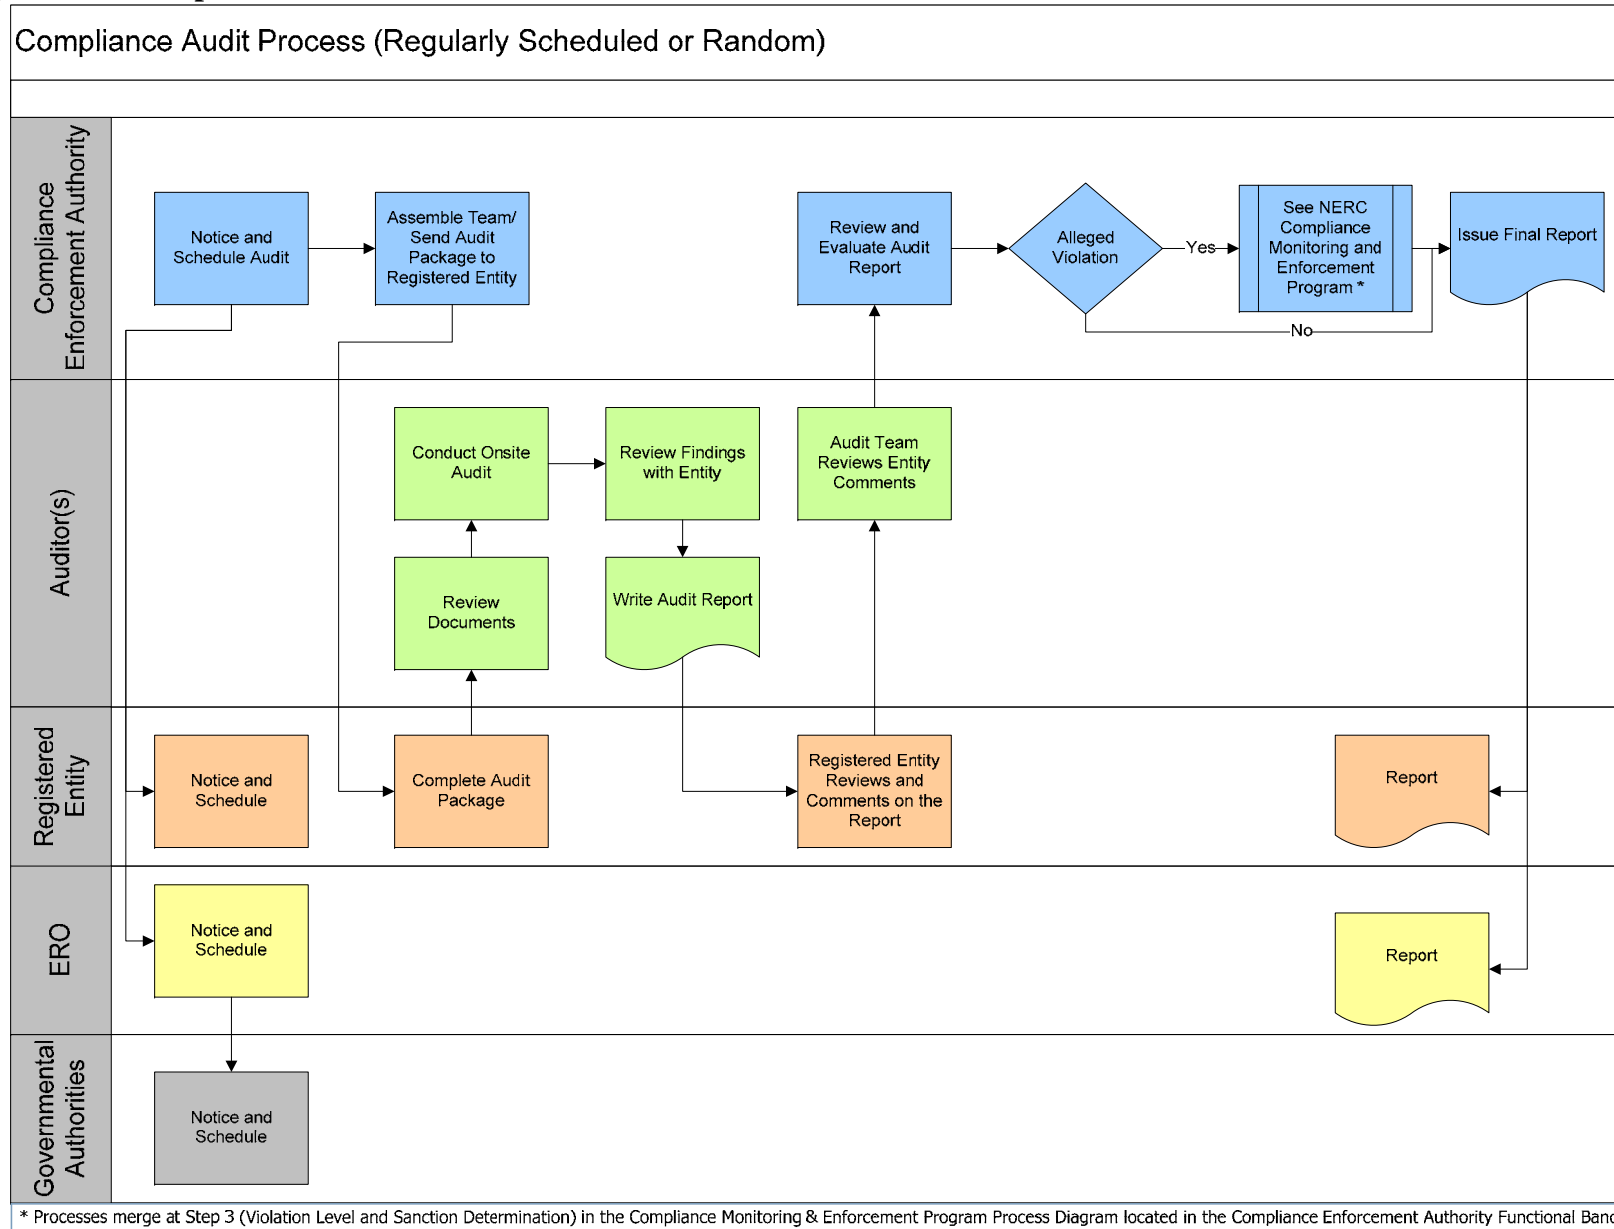 Compliance Audit Process (Regularly Scheduled or Random)
Compliance
Enforcement Authority
Notice and
Schedule Audit
Assemble Team/
Send Audit
Package to
Registered Entity
Review and
Evaluate Audit
Report
Alleged
Violation
Yes
No
See NERC
Compliance
Monitoring and
Enforcement
Program *
Issue Final Report
Auditor(s)
Conduct Onsite
Audit
Review Findings
with Entity
Audit Team
Reviews Entity
Comments
Review
Documents
Write Audit Report
Registered
Entity
Notice and
Schedule
Complete Audit
Package
Registered Entity
Reviews and
Comments on the
Report
Report
ERO
Notice and
Schedule
Report
Governmental
Authorities
Notice and
Schedule
* Processes merge at Step 3 (Violation Level and Sanction Determination) in the Compliance Monitoring & Enforcement Program Process Diagram located in the Compliance Enforcement Authority Functional